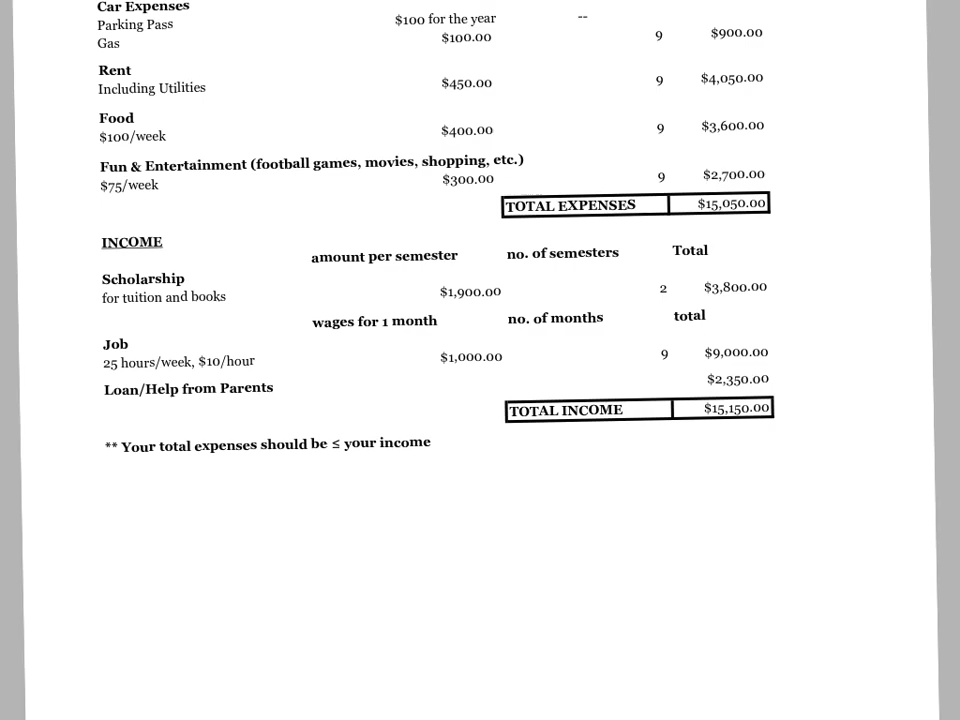 Car Expenses
Parking Pass $100 for the year --
Gas $100.00 9 $900.00
Rent
Including Utilities $450.00 9 $4,050.00
Food
$100/week $400.00 9 $3,600.00
Fun & Entertainment (football games, movies, shopping, etc.)
$75/week $300.00 9 $2,700.00
TOTAL EXPENSES $15,050.00
INCOME
amount per semester no. of semesters Total
Scholarship
for tuition and books $1,900.00 2 $3,800.00
wages for 1 month no. of months total
Job
25 hours/week, $10/hour $1,000.00 9 $9,000.00
Loan/Help from Parents $2,350.00
TOTAL INCOME $15,150.00
** Your total expenses should be ≤ your income